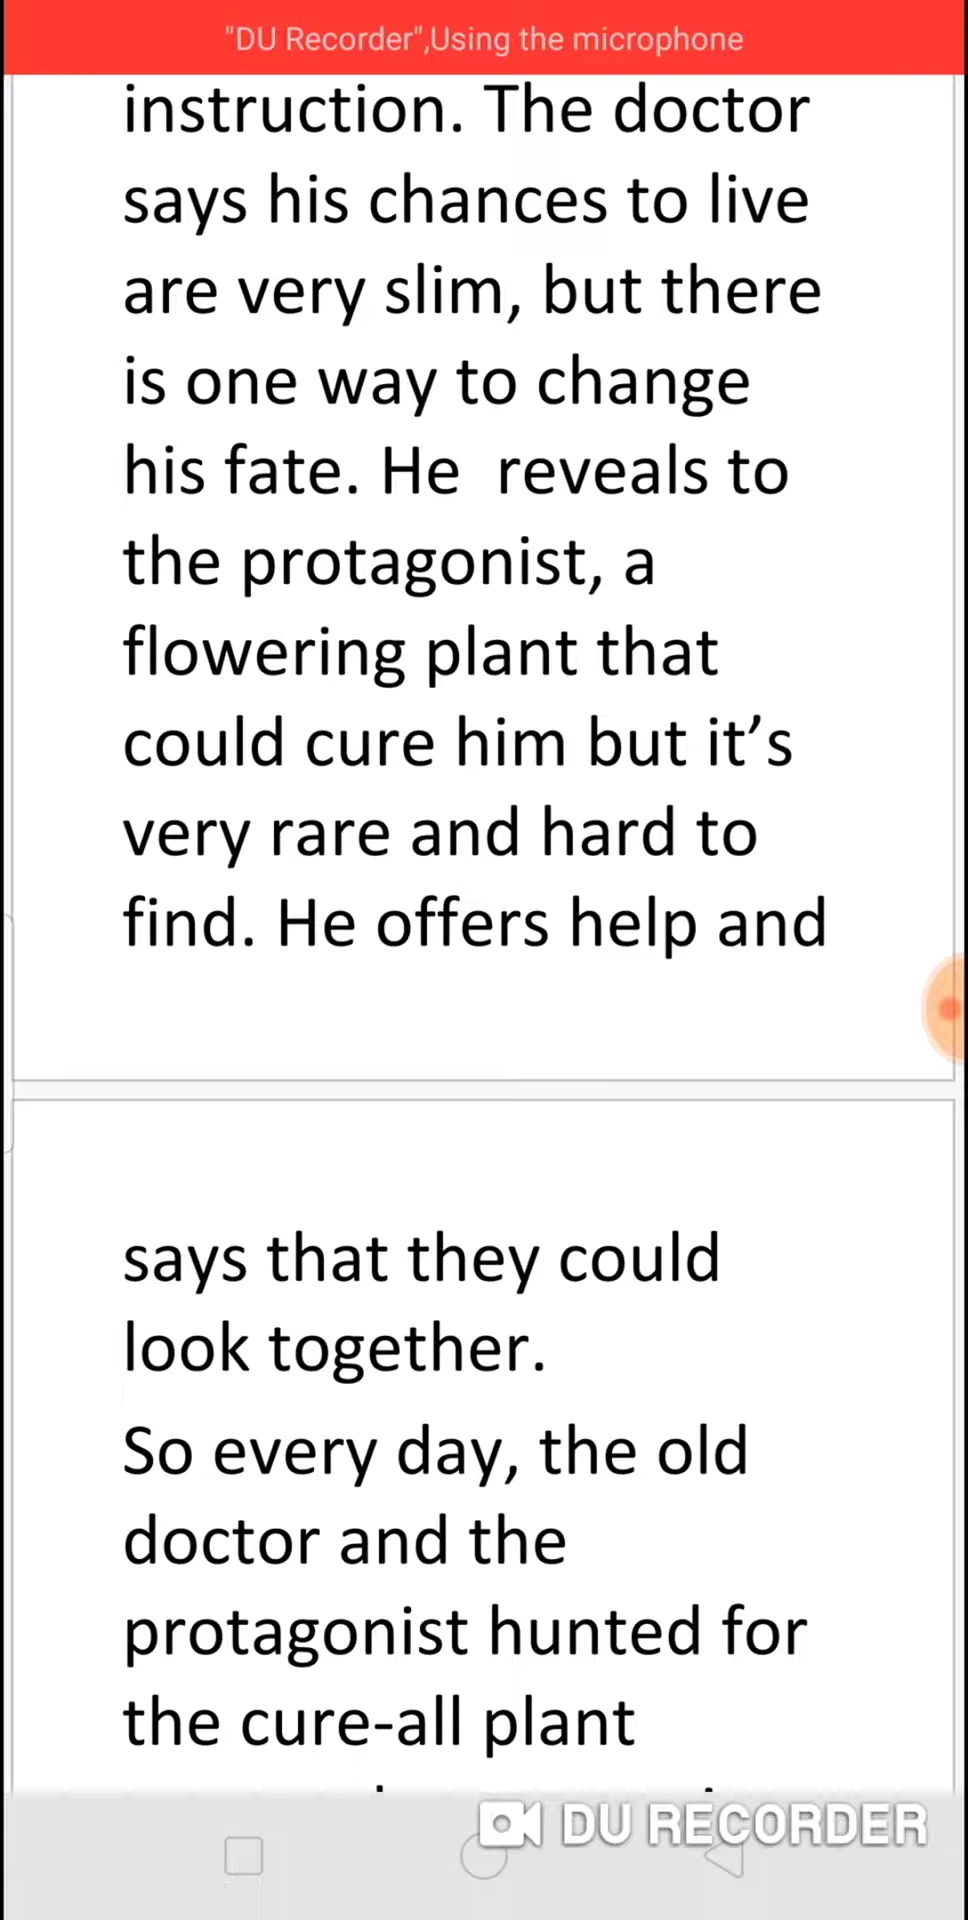 "DU Recorder",Using the microphone
instruction. The doctor
says his chances to live
are very slim, but there
is one way to change
his fate. He  reveals to
the protagonist, a
flowering plant that
could cure him but it’s
very rare and hard to
find. He offers help and
says that they could
look together.
So every day, the old
doctor and the
protagonist hunted for
the cure-all plant
DU RECORDER